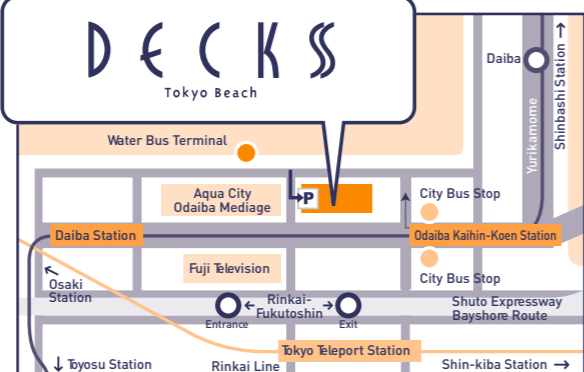 DECKS
Tokyo Beach
Daiba
Shinbashi Station →
Yurikamome
Water Bus Terminal
Aqua City
Odaiba Mediage
P
City Bus Stop
Daiba Station
Odaiba Kaihin-Koen Station
Fuji Television
City Bus Stop
← Osaki
Station
← Rinkai- →
Fukutoshin
Entrance
Exit
Shuto Expressway
Bayshore Route
Tokyo Teleport Station
↓ Toyosu Station
Rinkai Line
Shin-kiba Station →